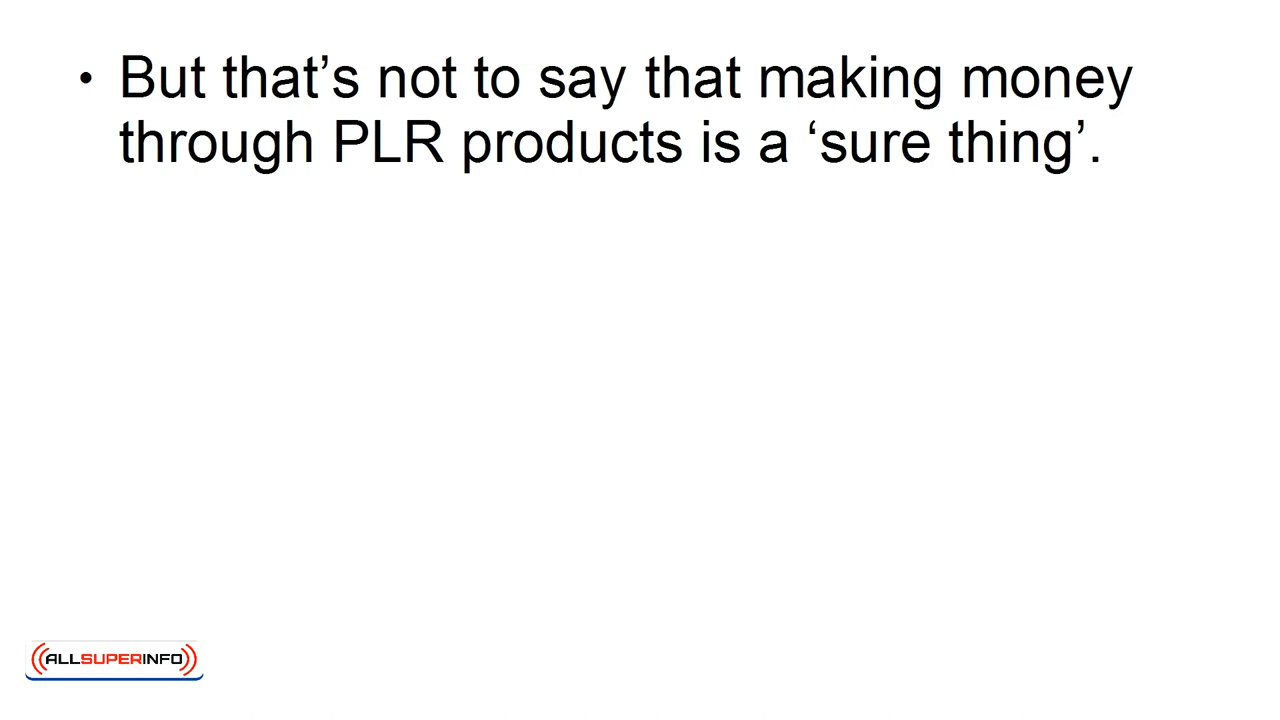 • But that’s not to say that making money
through PLR products is a ‘sure thing’.
ALLSUPERINFO